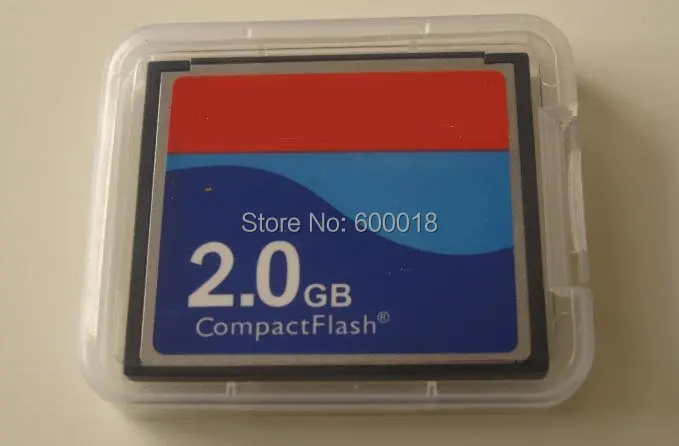 Store No: 600018
2.0GB
CompactFlash®